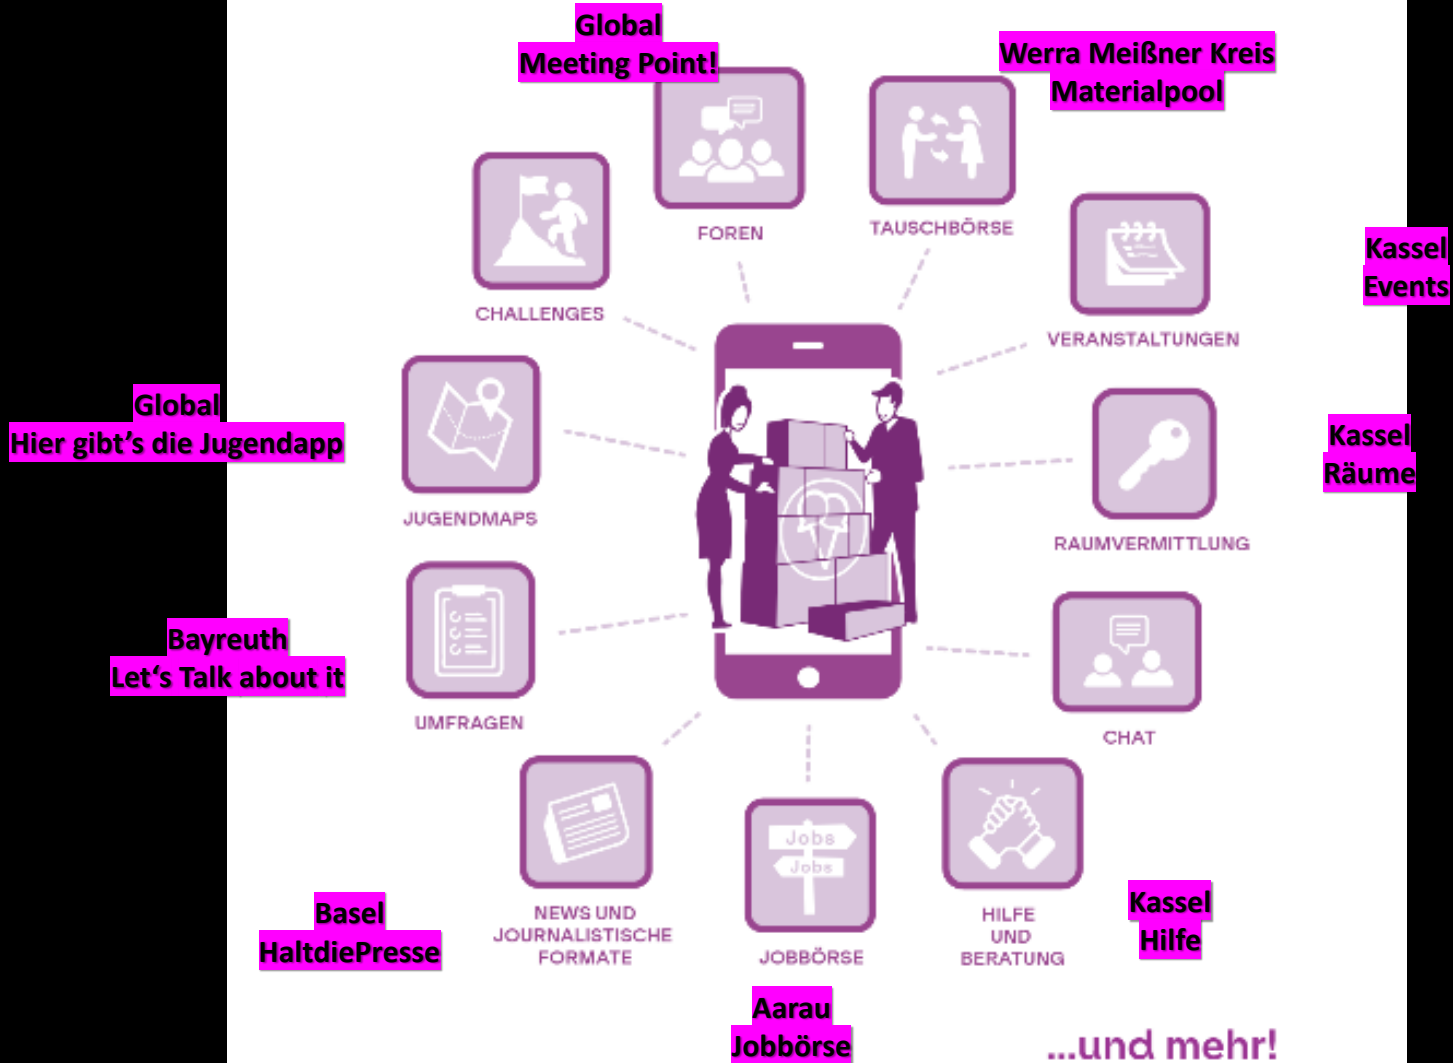 Global
Meeting Point!
Werra Meißner Kreis
Materialpool
FOREN
TAUSCHBÖRSE
Kassel
Events
CHALLENGES
VERANSTALTUNGEN
Global
Hier gibt’s die Jugendapp
Kassel
Räume
JUGENDMAPS
RAUMVERMITTLUNG
Bayreuth
Let‘s Talk about it
UMFRAGEN
CHAT
Jobs
Jobs
Basel
HaltdiePresse
NEWS UND
JOURNALISTISCHE
FORMATE
JOBBÖRSE
HILFE
UND
BERATUNG
Kassel
Hilfe
Aarau
Jobbörse
...und mehr!